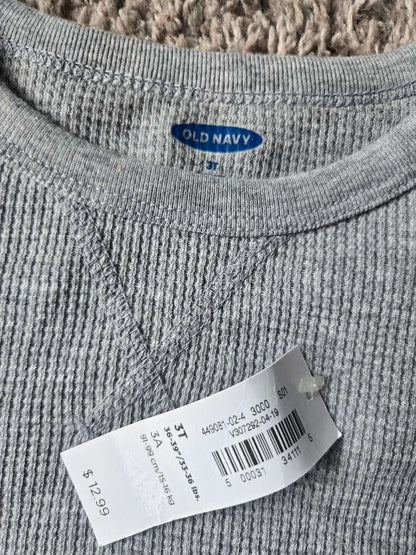 OLD NAVY
3T
449081-02-4 3000 S01
V307292-04-19
5 00031 34111 5
3T
36-39"/33-36 lbs.
3A
91-99 cm/15-16 kg
$ 12.99